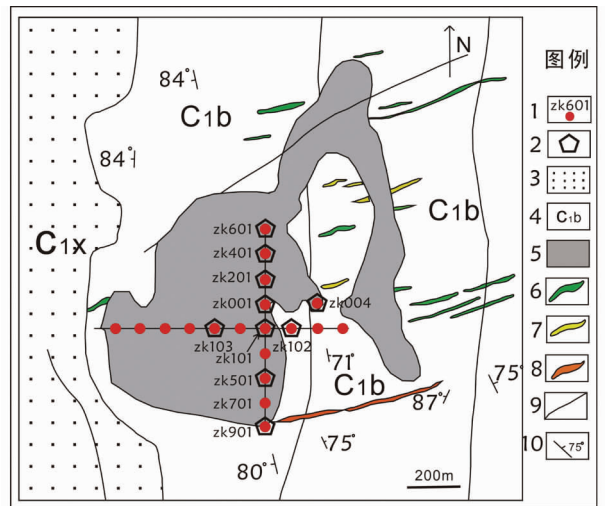 N
图例
84°
C1b
84°
C1x
C1b
zk601
zk401
zk201
zk001
zk004
zk103
zk102
zk101
71°
C1b
zk501
87°
75°
zk701
zk901
75°
80°
200m
1 zk601
2
3
4 C1b
5
6
7
8
9
10 75°